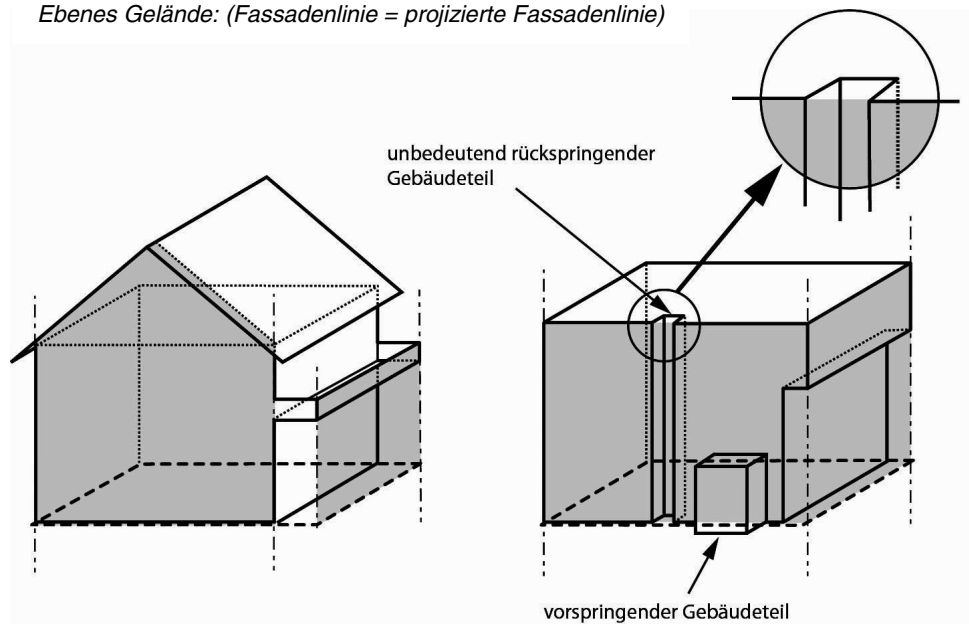 Ebenes Gelände: (Fassadenlinie = projizierte Fassadenlinie)
unbedeutend rückspringender
Gebäudeteil
vorspringender Gebäudeteil